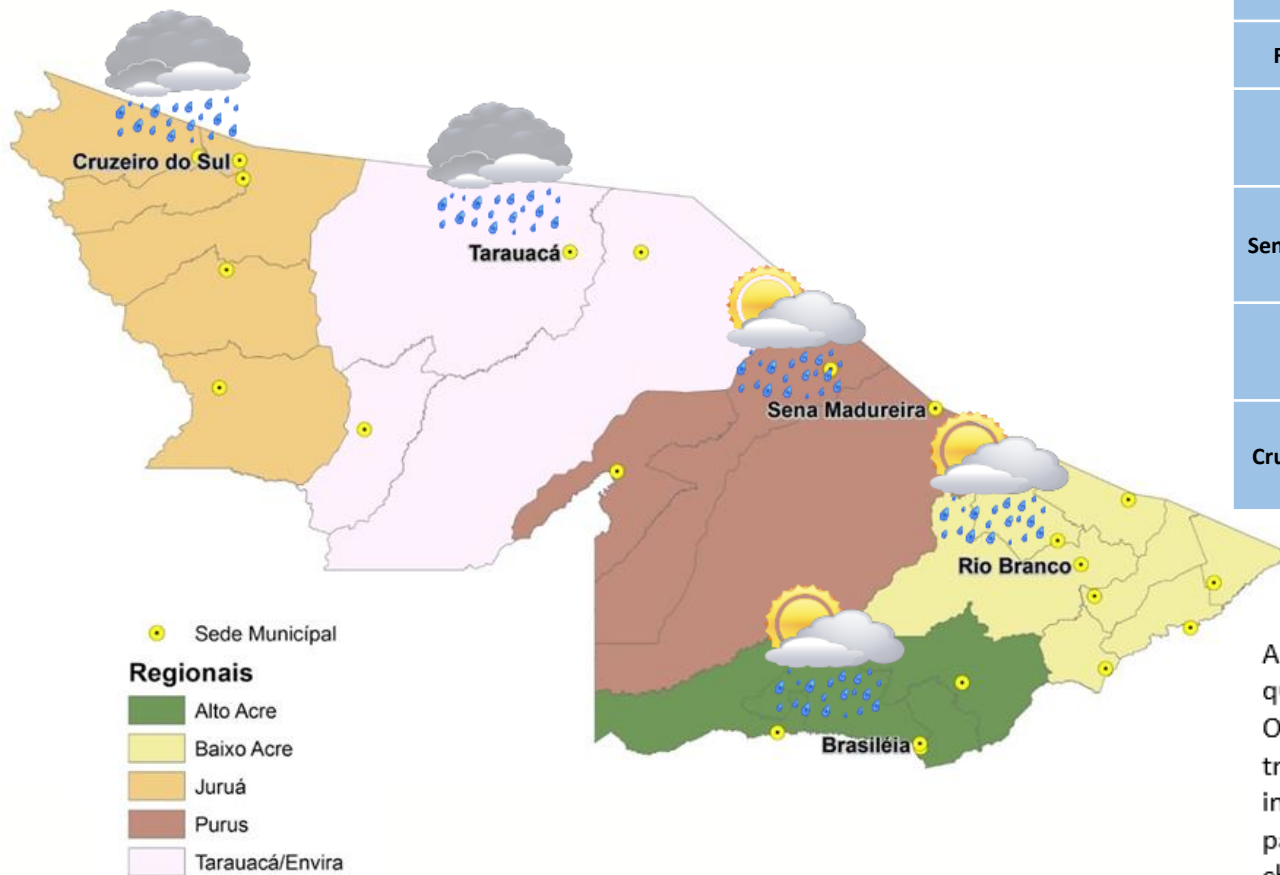 Cruzeiro do Sul
Tarauacá
Sena Madureira
Rio Branco
Brasiléia
Sede Municípal
Regionais
Alto Acre
Baixo Acre
Juruá
Purus
Tarauacá/Envira